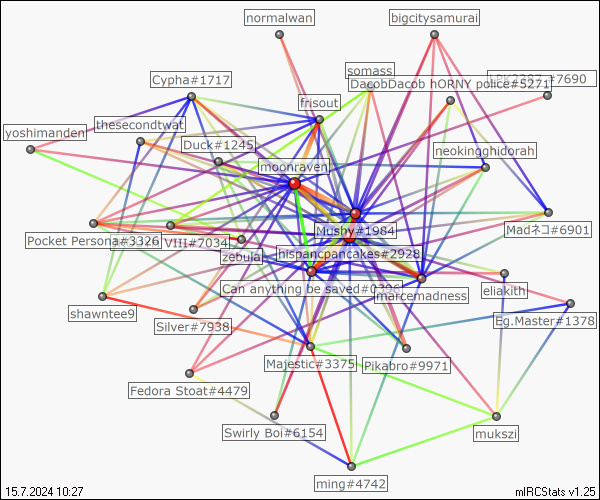 normalwan
bigcitysamurai
somass
Cypha#1717
DacobDacob hORNY police#5271
#7690
frisout
thesecondtwat
yoshimanden
Duck#1245
neokingghidorah
moonraven
Mushy#1984
Madネコ#6901
Pocket Persona#3326
VIII#7034
zebulaj
hispancpancakes#2928
Can anything be saved#0396
marcemadness
eliakith
shawntee9
Silver#7938
Eg.Master#1378
Majestic#3375
Pikabro#9971
Fedora Stoat#4479
Swirly Boi#6154
mukszi
ming#4742
15.7.2024 10:27
mIRCStats v1.25